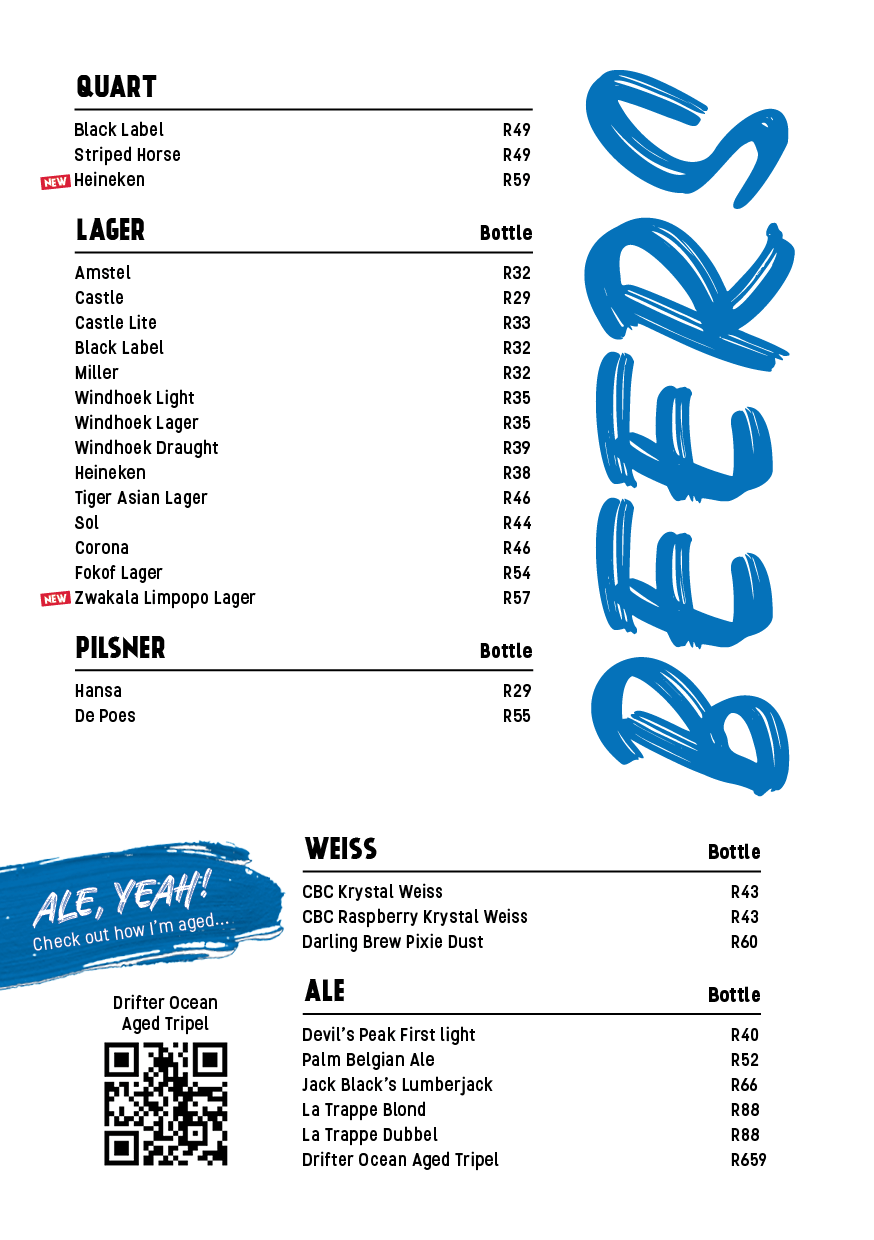 QUART
Black Label R49
Striped Horse R49
NEW Heineken R59
LAGER Bottle
Amstel R32
Castle R29
Castle Lite R33
Black Label R32
Miller R32
Windhoek Light R35
Windhoek Lager R35
Windhoek Draught R39
Heineken R38
Tiger Asian Lager R46
Sol R44
Corona R46
Fokof Lager R54
NEW Zwakala Limpopo Lager R57
PILSNER Bottle
Hansa R29
De Poes R55
BEERS
WEISS Bottle
CBC Krystal Weiss R43
CBC Raspberry Krystal Weiss R43
Darling Brew Pixie Dust R60
ALE Bottle
Devil’s Peak First light R40
Palm Belgian Ale R52
Jack Black’s Lumberjack R66
La Trappe Blond R88
La Trappe Dubbel R88
Drifter Ocean Aged Tripel R659
ALE, YEAH!
Check out how I’m aged...
Drifter Ocean
Aged Tripel